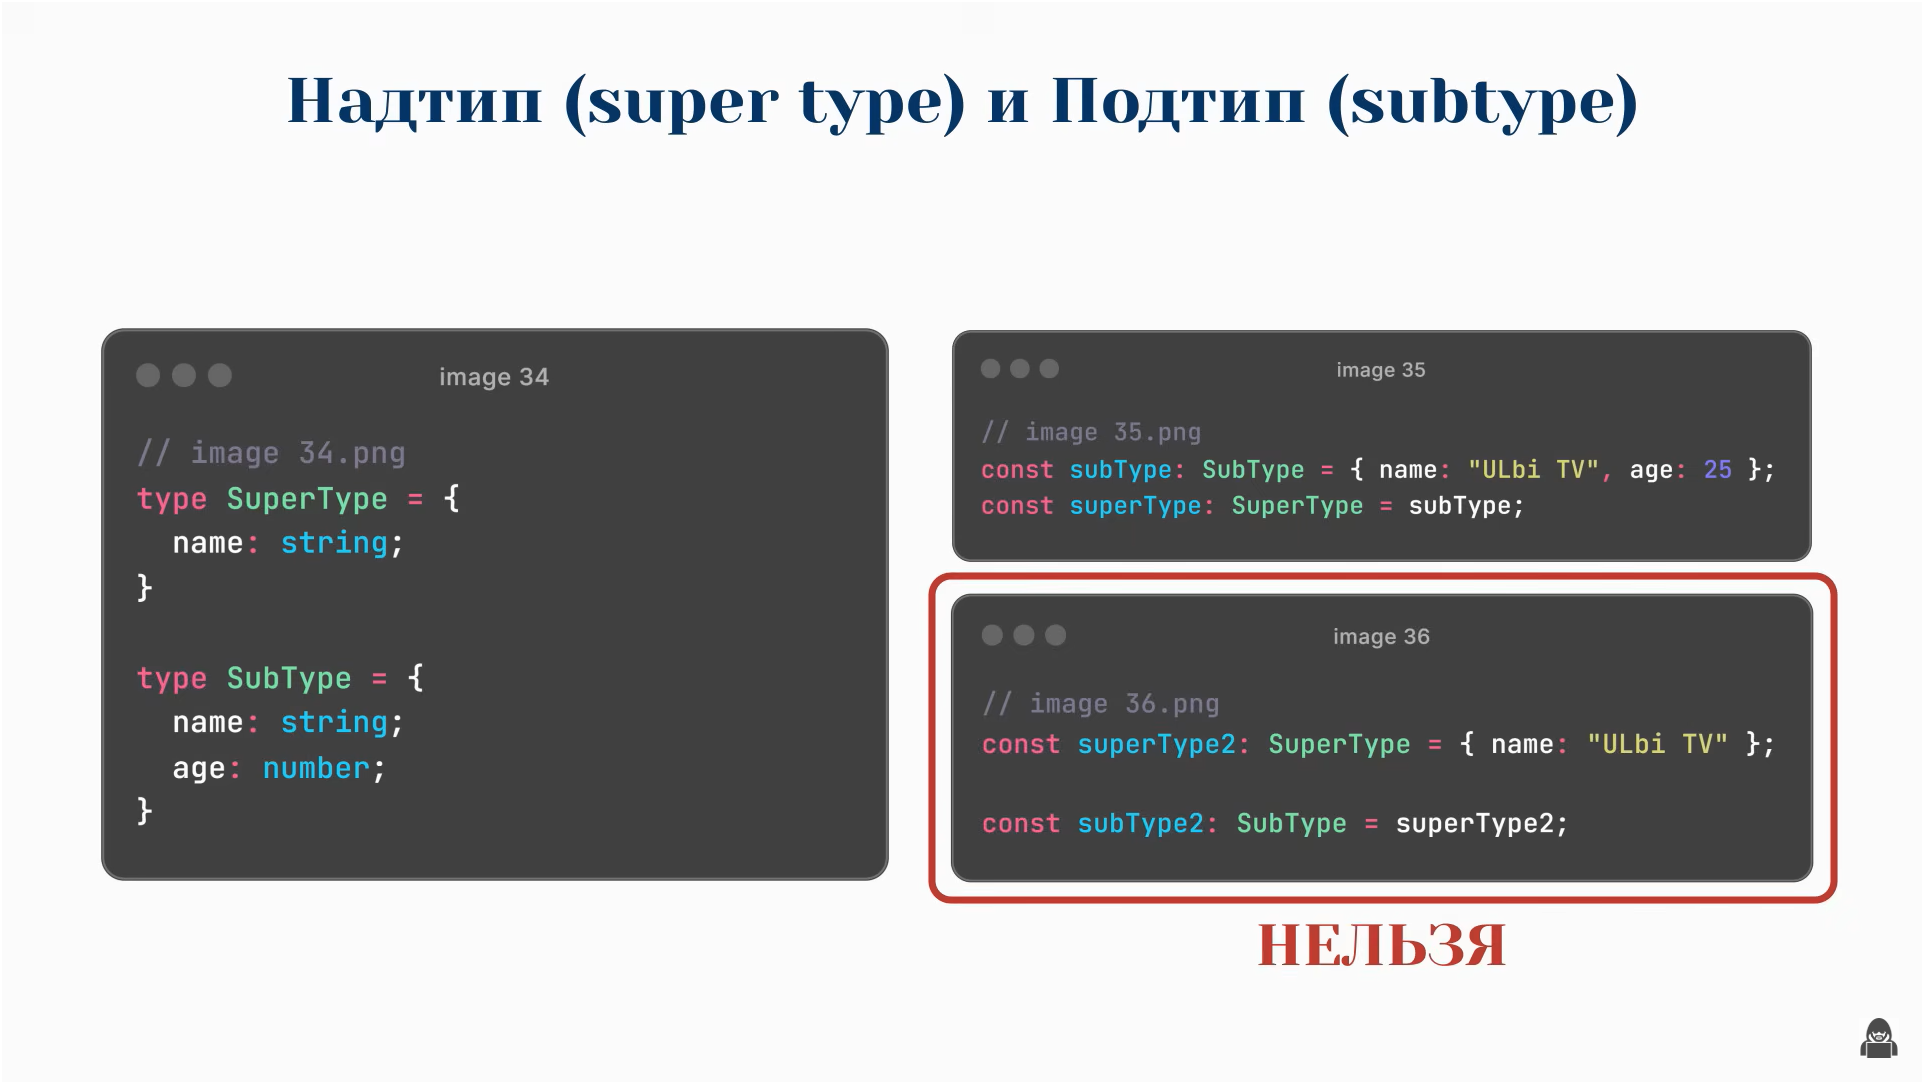 Надтип (super type) и Подтип (subtype)
image 34
// image 34.png
type SuperType = {
  name: string;
}
type SubType = {
  name: string;
  age: number;
}
image 35
// image 35.png
const subType: SubType = { name: "ULbi TV", age: 25 };
const superType: SuperType = subType;
image 36
// image 36.png
const superType2: SuperType = { name: "ULbi TV" };
const subType2: SubType = superType2;
НЕЛЬЗЯ